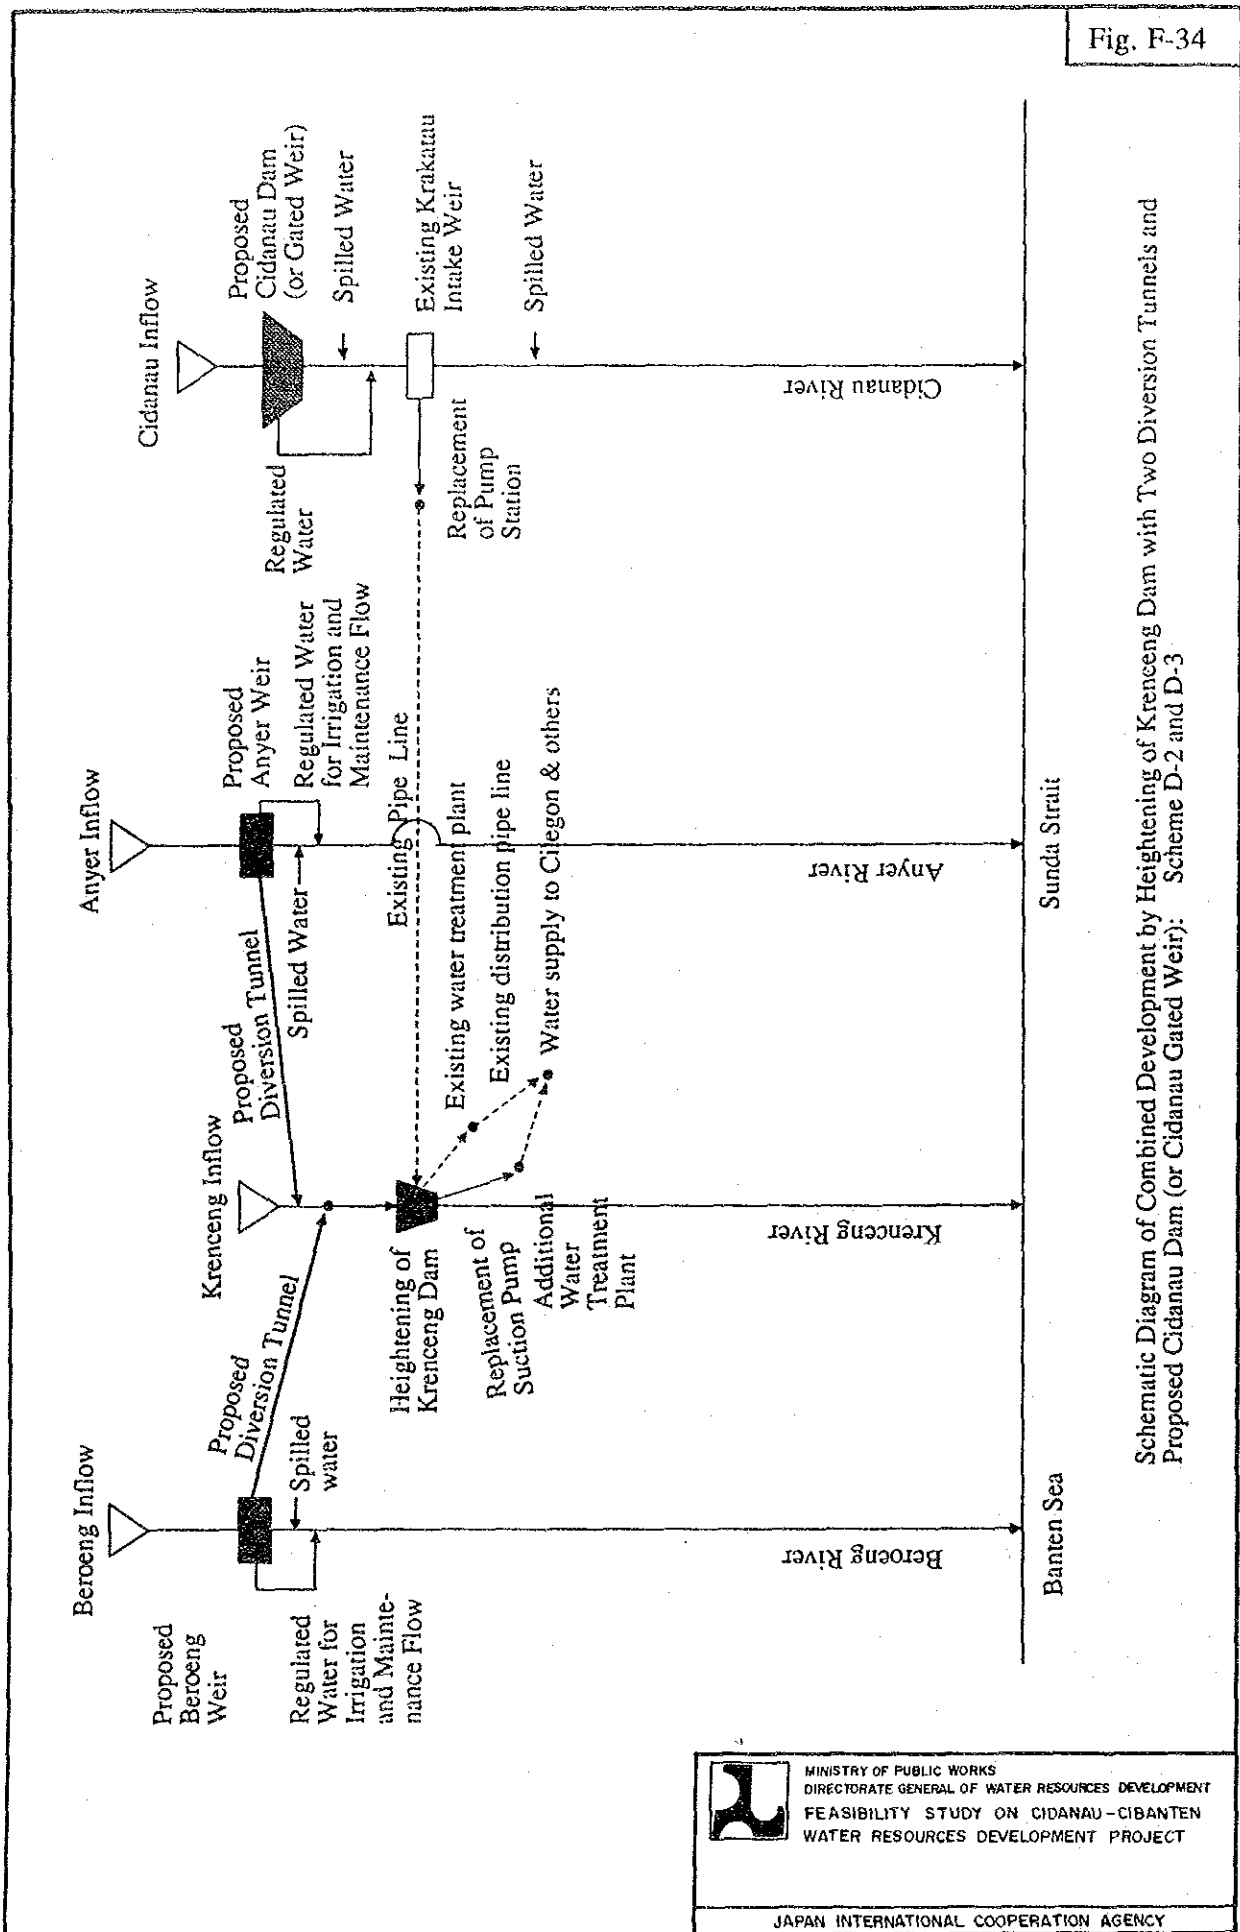 Fig. F-34
Beroeng Inflow
Proposed
Beroeng
Weir
Regulated
Water for
Irrigation
and Mainte-
nance Flow
Spilled
water
Proposed
Diversion Tunnel
Beroeng River
Banten Sea
Krenceng Inflow
Heightening of
Krenceng Dam
Replacement of
Suction Pump
Additional
Water
Treatment
Plant
Krenceng River
Proposed
Diversion Tunnel
Anyer Inflow
Proposed
Anyer Weir
Regulated Water
for Irrigation and
Maintenance Flow
Spilled Water
Existing Pipe Line
Existing water treatment plant
Existing distribution pipe line
Water supply to Cilegon & others
Anyer River
Sunda Strait
Cidanau Inflow
Proposed
Cidanau Dam
(or Gated Weir)
Regulated
Water
Spilled Water
Existing Krakatau
Intake Weir
Replacement
of Pump
Station
Spilled Water
Cidanau River
Schematic Diagram of Combined Development by Heightening of Krenceng Dam with Two Diversion Tunnels and
Proposed Cidanau Dam (or Cidanau Gated Weir): Scheme D-2 and D-3
MINISTRY OF PUBLIC WORKS
DIRECTORATE GENERAL OF WATER RESOURCES DEVELOPMENT
FEASIBILITY STUDY ON CIDANAU-CIBANTEN
WATER RESOURCES DEVELOPMENT PROJECT
JAPAN INTERNATIONAL COOPERATION AGENCY